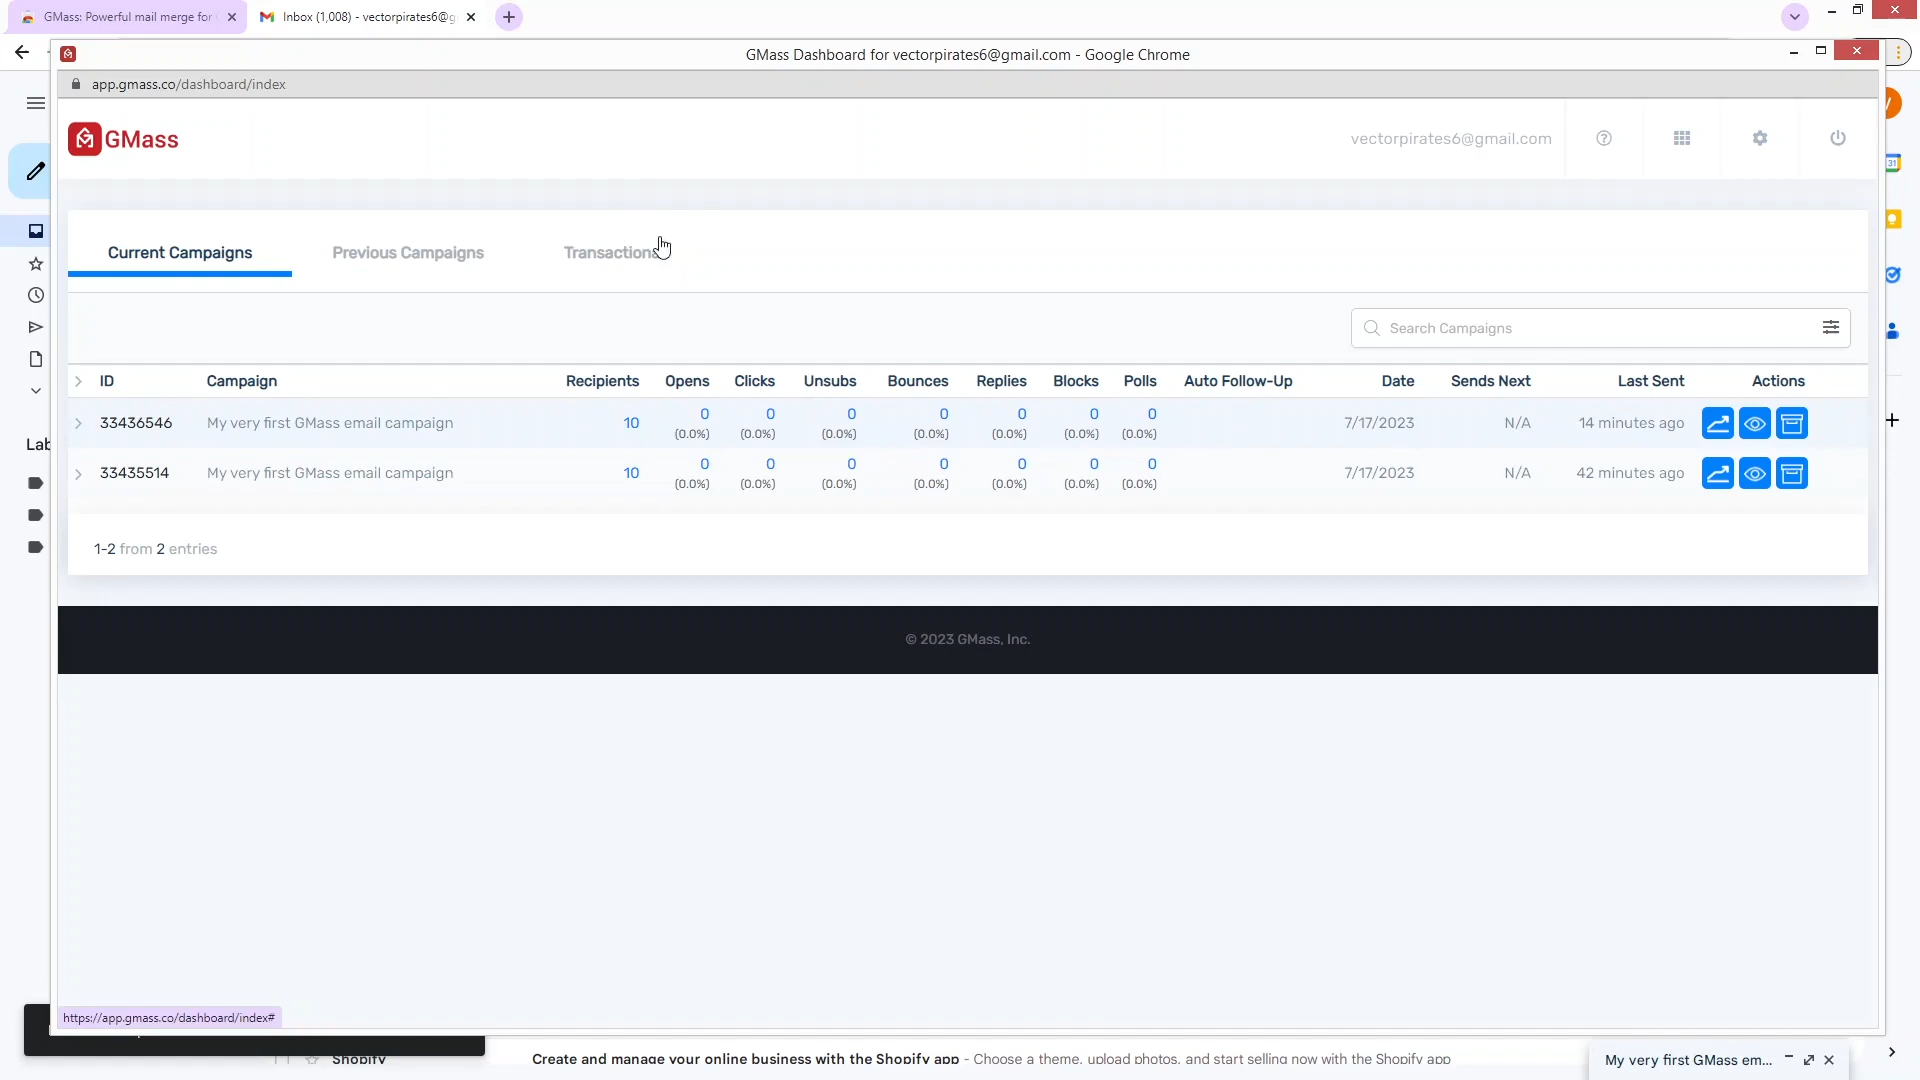 GMass: Powerful mail merge for
Inbox (1,008) - vectorpirates6@g
GMass Dashboard for vectorpirates6@gmail.com - Google Chrome
app.gmass.co/dashboard/index
GMass
vectorpirates6@gmail.com
31
Current Campaigns
Previous Campaigns
Transaction
Search Campaigns
ID Campaign Recipients Opens Clicks Unsubs Bounces Replies Blocks Polls Auto Follow-Up Date Sends Next Last Sent Actions
33436546 My very first GMass email campaign 10 0 0 0 0 0 0 0 7/17/2023 N/A 14 minutes ago
(0.0%) (0.0%) (0.0%) (0.0%) (0.0%) (0.0%) (0.0%)
33435514 My very first GMass email campaign 10 0 0 0 0 0 0 0 7/17/2023 N/A 42 minutes ago
(0.0%) (0.0%) (0.0%) (0.0%) (0.0%) (0.0%) (0.0%)
Lab
1-2 from 2 entries
© 2023 GMass, Inc.
https://app.gmass.co/dashboard/index#
Shopify
Create and manage your online business with the Shopify app - Choose a theme, upload photos, and start selling now with the Shopify app
My very first GMass em...